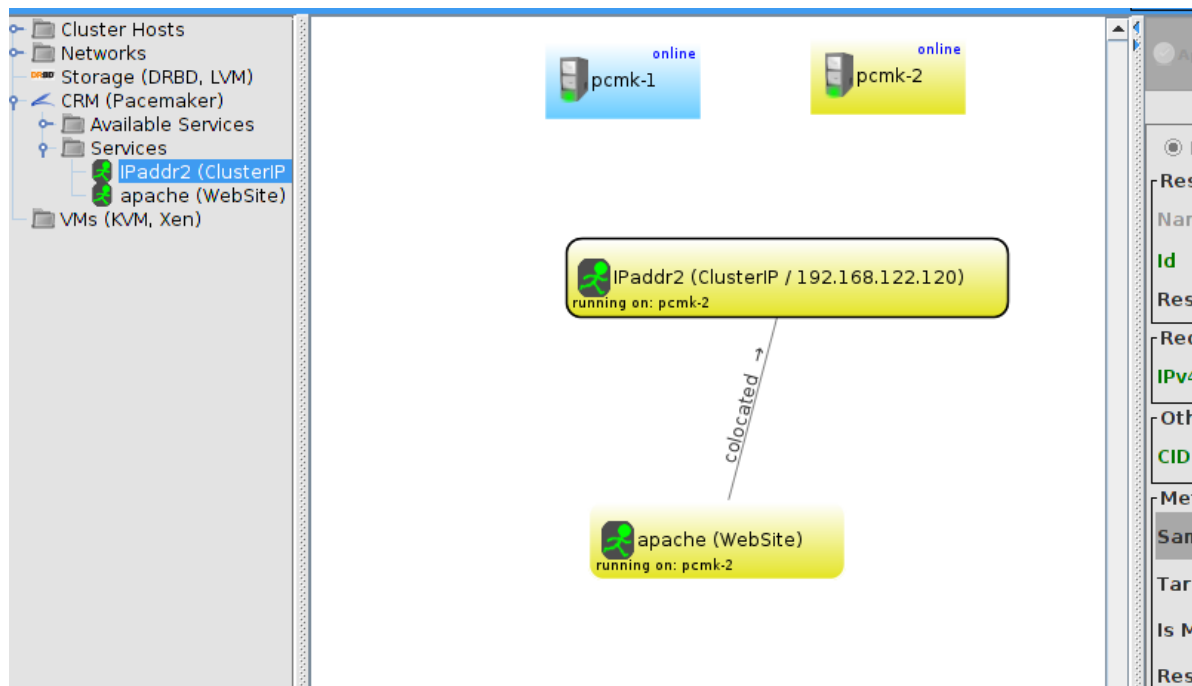 Cluster Hosts
Networks
DRBD Storage (DRBD, LVM)
CRM (Pacemaker)
Available Services
Services
IPaddr2 (ClusterIP
apache (WebSite)
VMs (KVM, Xen)
online
pcmk-1
online
pcmk-2
IPaddr2 (ClusterIP / 192.168.122.120)
running on: pcmk-2
colocated →
apache (WebSite)
running on: pcmk-2
Id
CID